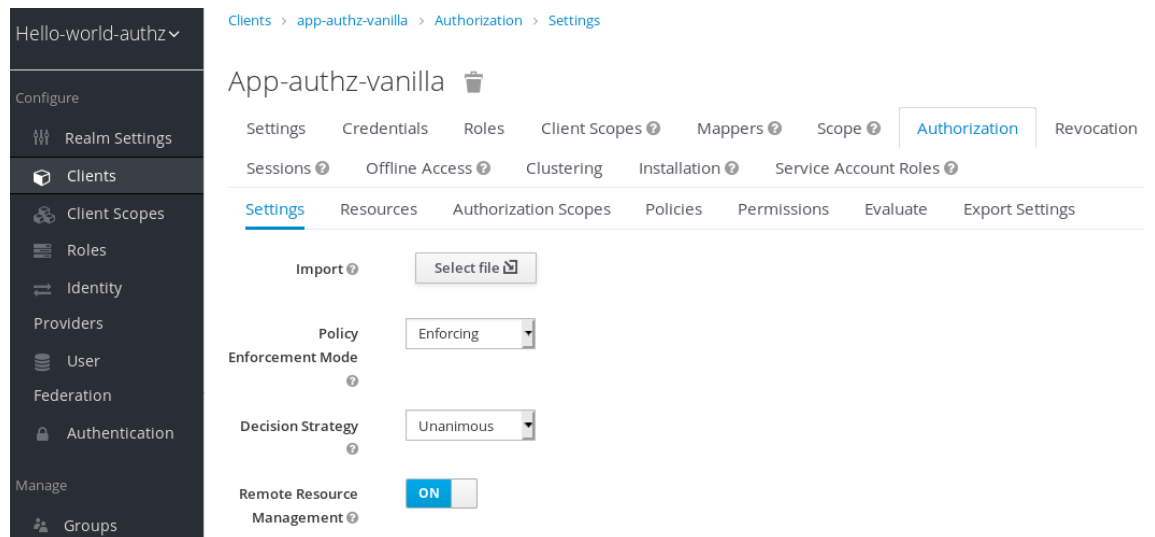 Hello-world-authz
Configure
Realm Settings
Clients
Client Scopes
Roles
Identity
Providers
User
Federation
Authentication
Manage
Groups
Clients > app-authz-vanilla > Authorization > Settings
App-authz-vanilla
Settings Credentials Roles Client Scopes Mappers Scope Authorization Revocation
Sessions Offline Access Clustering Installation Service Account Roles
Settings Resources Authorization Scopes Policies Permissions Evaluate Export Settings
Import Select file
Policy Enforcing
Enforcement Mode
Decision Strategy Unanimous
Remote Resource ON
Management